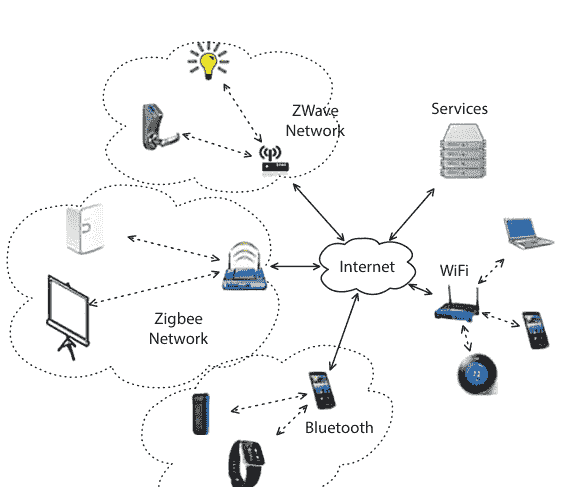 ZWave
Network
Services
Internet
WiFi
Zigbee
Network
Bluetooth